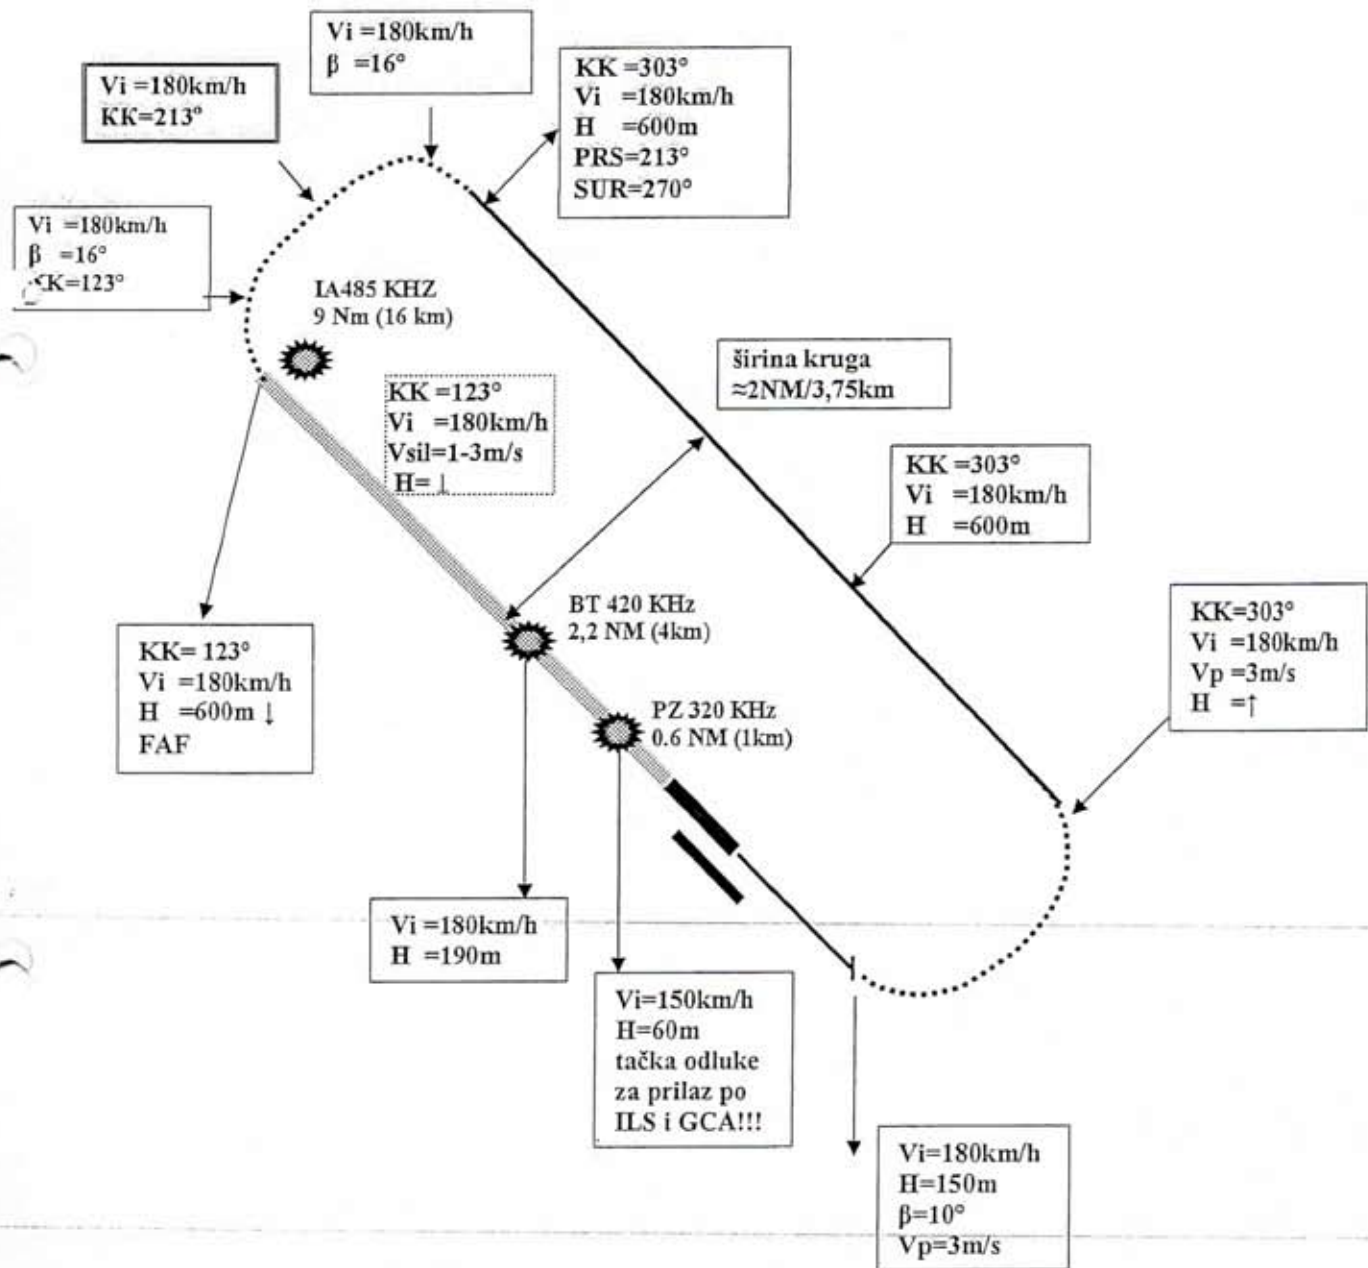 Vi =180km/h
β =16°
Vi =180km/h
KK=213°
KK =303°
Vi =180km/h
H =600m
PRS=213°
SUR=270°
Vi =180km/h
β =16°
KK=123°
IA485 KHZ
9 Nm (16 km)
širina kruga
≈2NM/3,75km
KK =123°
Vi =180km/h
Vsil=1-3m/s
H= ↓
KK =303°
Vi =180km/h
H =600m
BT 420 KHz
2,2 NM (4km)
KK=303°
Vi =180km/h
Vp =3m/s
H =↑
KK= 123°
Vi =180km/h
H =600m ↓
FAF
PZ 320 KHz
0.6 NM (1km)
Vi =180km/h
H =190m
Vi=150km/h
H=60m
tačka odluke
za prilaz po
ILS i GCA!!!
Vi=180km/h
H=150m
β=10°
Vp=3m/s